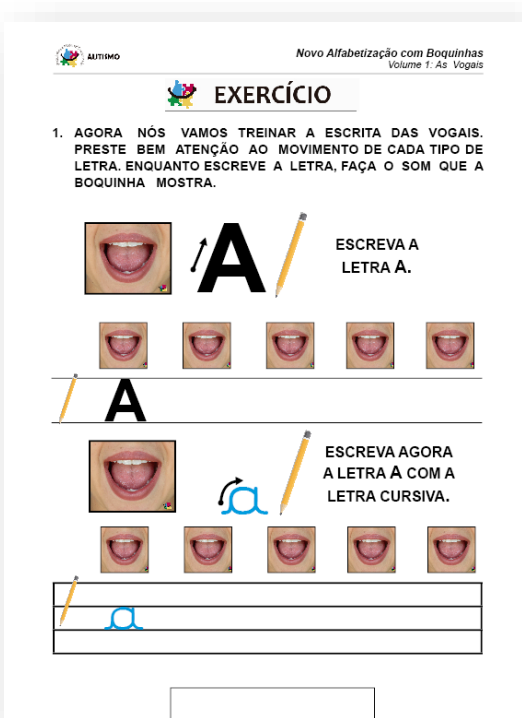 AUTISMO
Novo Alfabetização com Boquinhas
Volume 1: As Vogais
EXERCÍCIO
1. AGORA NÓS VAMOS TREINAR A ESCRITA DAS VOGAIS.
PRESTE BEM ATENÇÃO AO MOVIMENTO DE CADA TIPO DE
LETRA. ENQUANTO ESCREVE A LETRA, FAÇA O SOM QUE A
BOQUINHA MOSTRA.
A
ESCREVA A
LETRA A.
A
ESCREVA AGORA
A LETRA A COM A
LETRA CURSIVA.
a
a